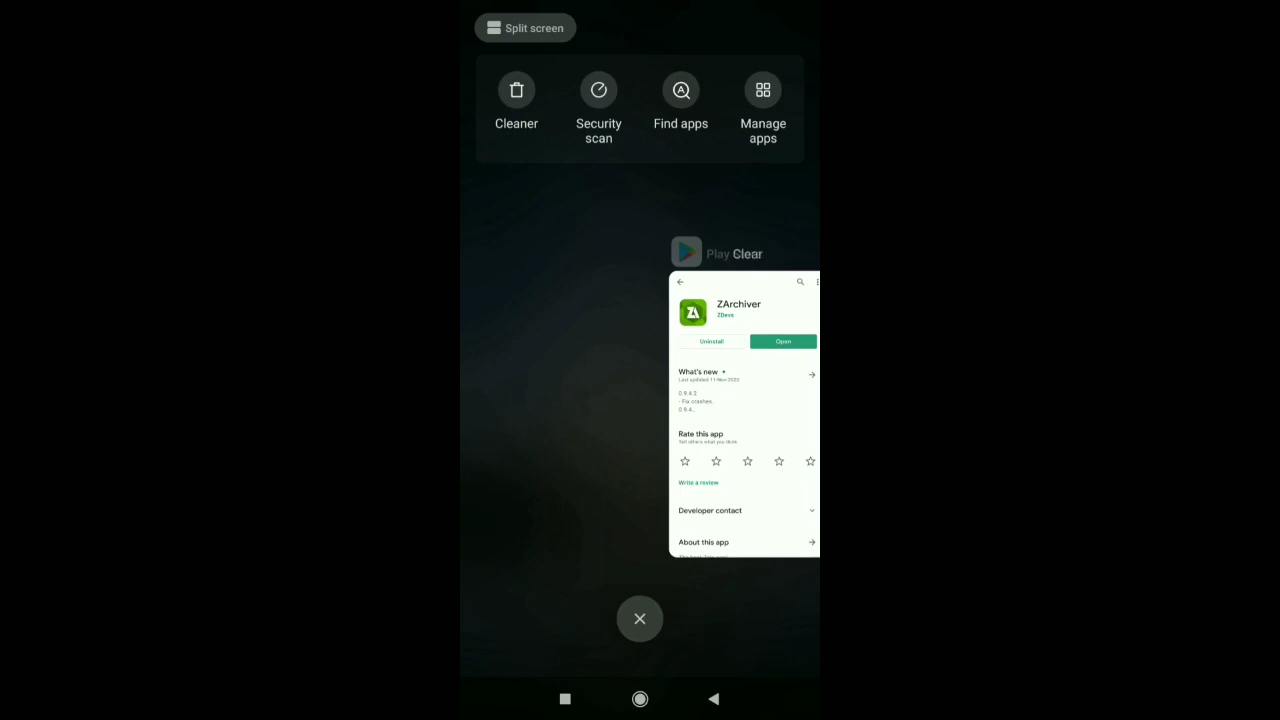 Split screen
Cleaner
Security scan
Find apps
Manage apps
Play Clear
ZA
ZArchiver
ZDevs
Uninstall
Open
What's new
Last updated 11 Nov 2020
0.9.4.2
- Fix crashes.
0.9.4...
Rate this app
Tell others what you think
Write a review
Developer contact
About this app